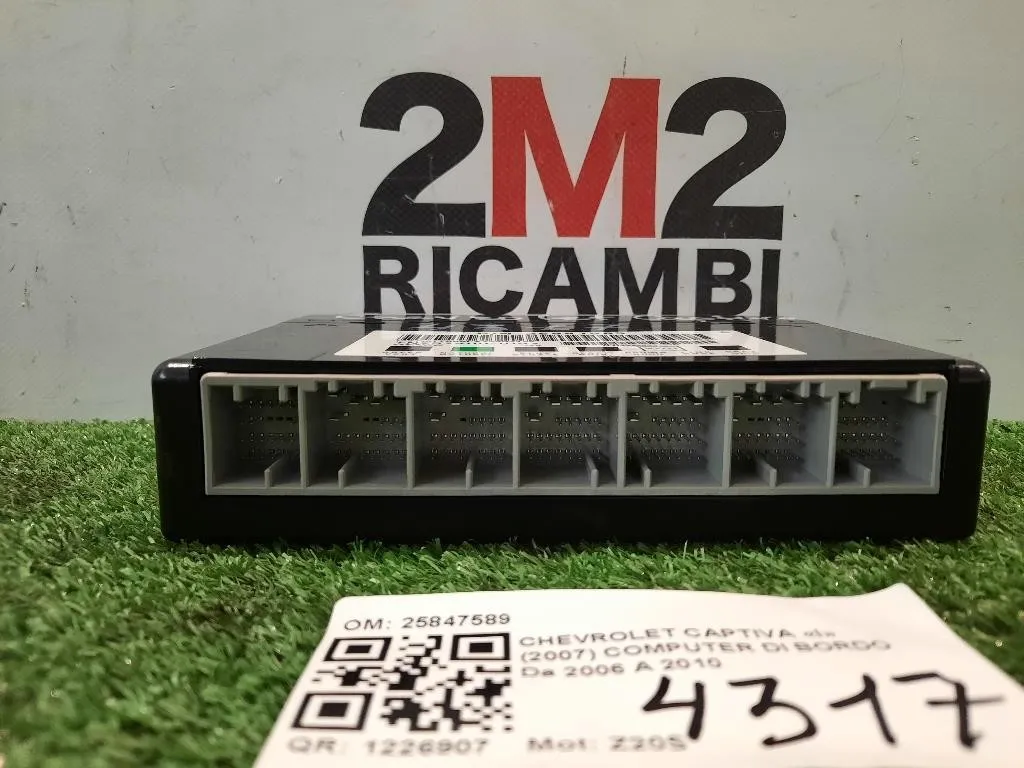 2M2
RICAMBI
OM: 25847589
CHEVROLET CAPTIVA «I»
(2007) COMPUTER DI BORDO
Da 2006 A 2010
4317
QR: 1226907 Mot: Z20S